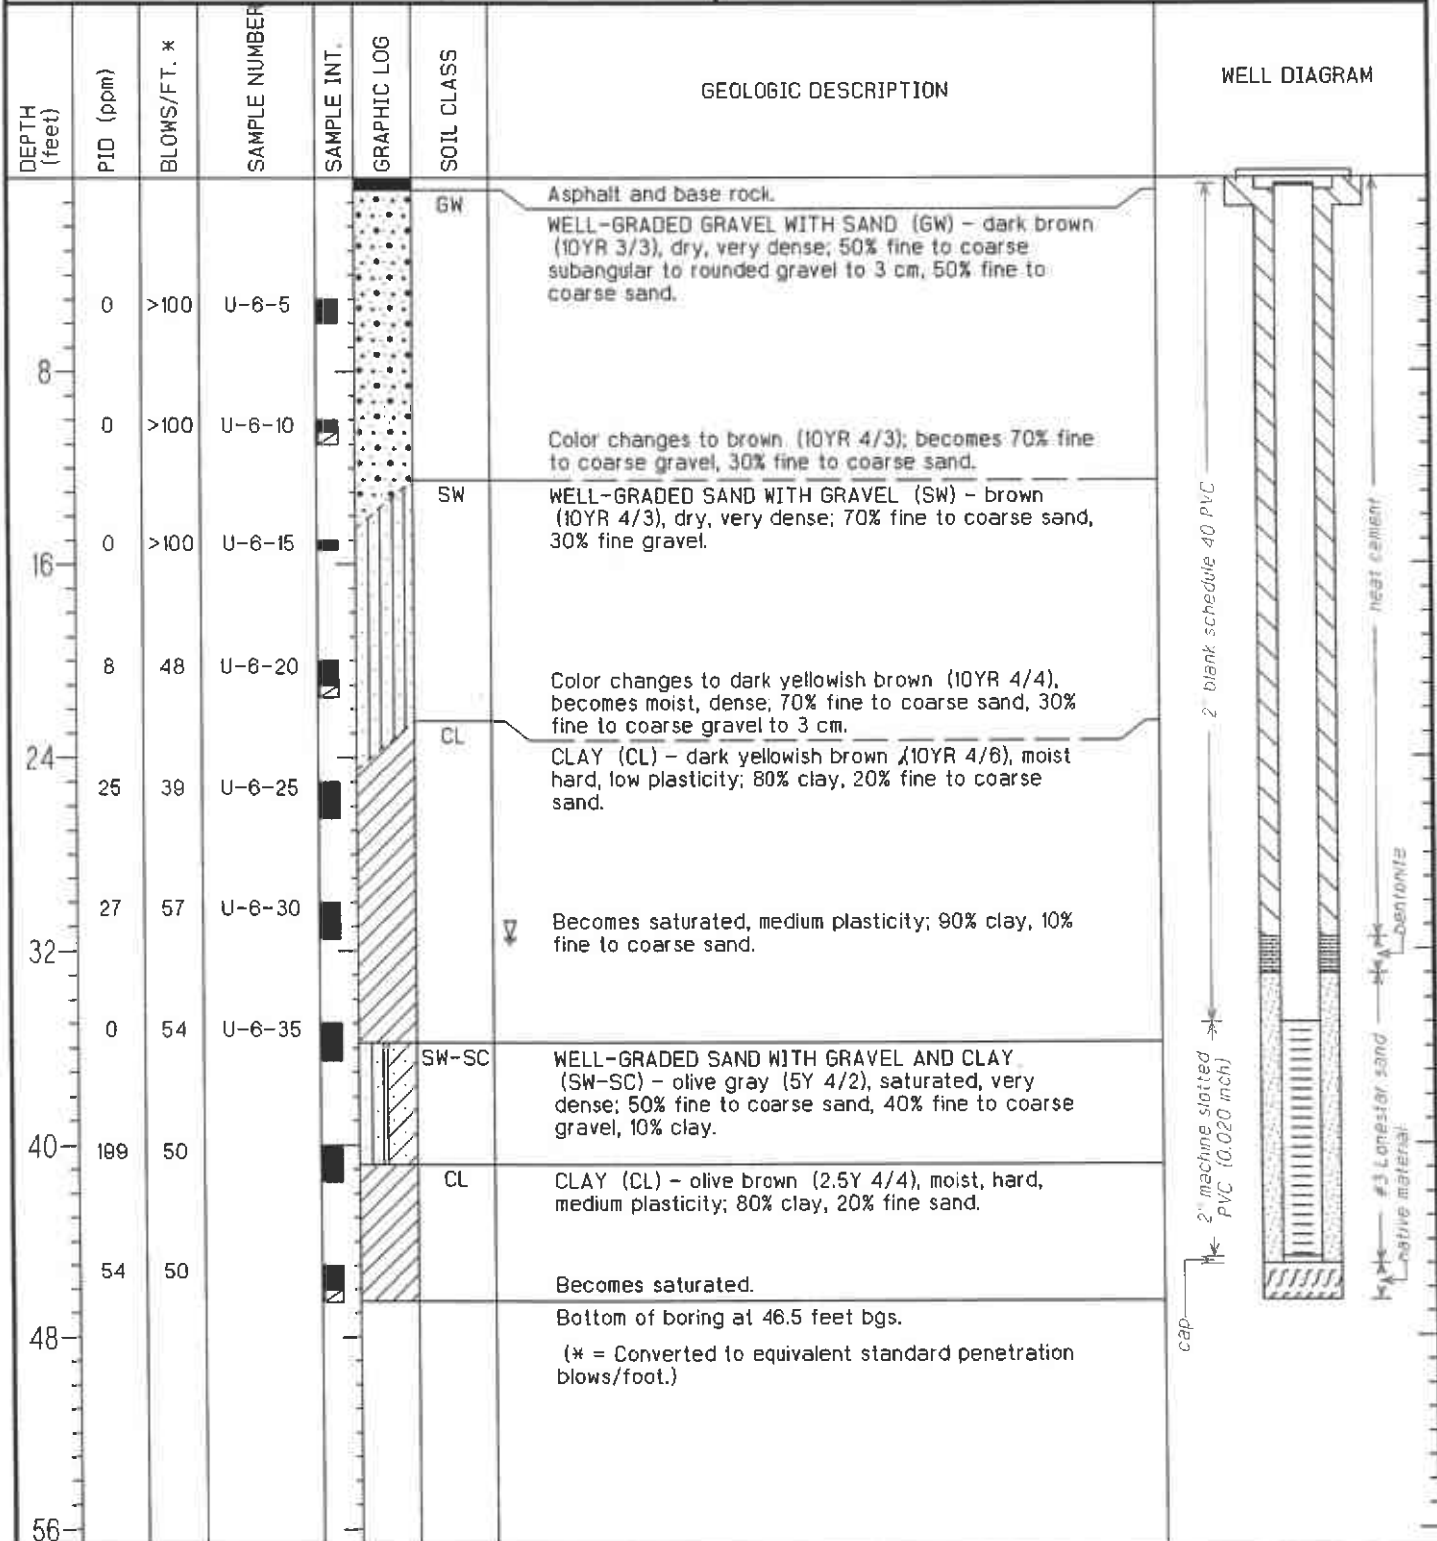 DEPTH (feet)
PID (ppm)
BLOWS/FT. *
SAMPLE NUMBER
SAMPLE INT.
GRAPHIC LOG
SOIL CLASS
GEOLOGIC DESCRIPTION
WELL DIAGRAM
Asphalt and base rock.
GW
WELL-GRADED GRAVEL WITH SAND (GW) - dark brown
(10YR 3/3), dry, very dense; 50% fine to coarse
subangular to rounded gravel to 3 cm, 50% fine to
coarse sand.
0 >100 U-6-5
8
0 >100 U-6-10
Color changes to brown (10YR 4/3); becomes 70% fine
to coarse gravel, 30% fine to coarse sand.
SW
WELL-GRADED SAND WITH GRAVEL (SW) - brown
(10YR 4/3), dry, very dense; 70% fine to coarse sand,
30% fine gravel.
0 >100 U-6-15
16
8 48 U-6-20
Color changes to dark yellowish brown (10YR 4/4),
becomes moist, dense; 70% fine to coarse sand, 30%
fine to coarse gravel to 3 cm.
CL
24
CLAY (CL) - dark yellowish brown (10YR 4/6), moist
hard, low plasticity; 80% clay, 20% fine to coarse
sand.
25 39 U-6-25
27 57 U-6-30
Becomes saturated, medium plasticity; 90% clay, 10%
fine to coarse sand.
32
0 54 U-6-35
SW-SC
WELL-GRADED SAND WITH GRAVEL AND CLAY
(SW-SC) - olive gray (5Y 4/2), saturated, very
dense; 50% fine to coarse sand, 40% fine to coarse
gravel, 10% clay.
40
199 50
CL
CLAY (CL) - olive brown (2.5Y 4/4), moist, hard,
medium plasticity; 80% clay, 20% fine sand.
54 50
Becomes saturated.
Bottom of boring at 46.5 feet bgs.
48
(* = Converted to equivalent standard penetration
blows/foot.)
56
2" blank schedule 40 PVC
2" machine slotted
PVC (0.020 inch)
cap
neat cement
bentonite
#3 Lonestar sand
native material